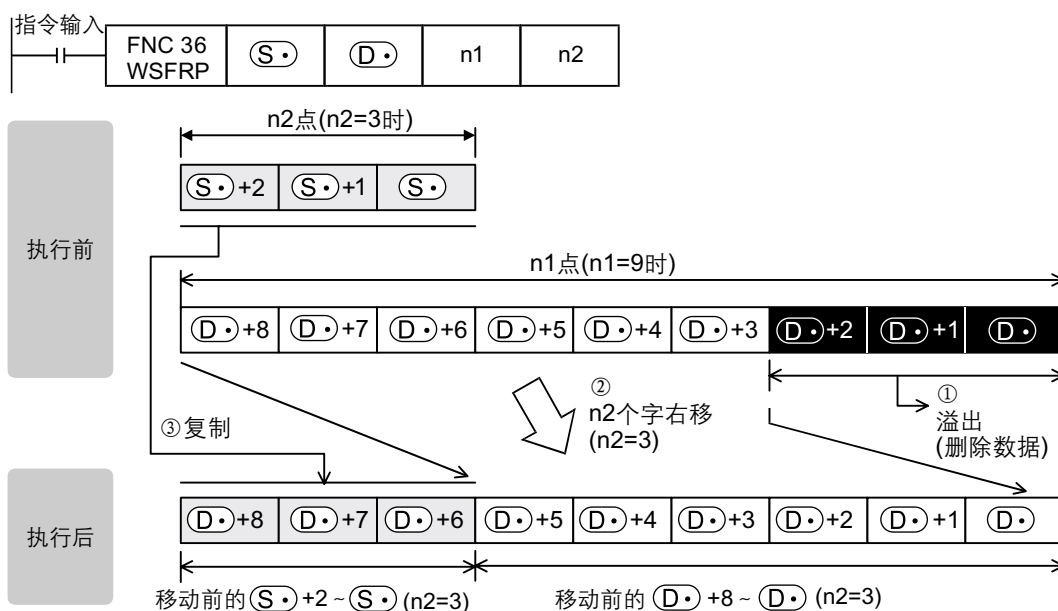 指令输入
FNC 36
WSFRP
S・
D・
n1
n2
n2点(n2=3时)
S・+2
S・+1
S・
执行前
n1点(n1=9时)
D・+8
D・+7
D・+6
D・+5
D・+4
D・+3
D・+2
D・+1
D・
①
溢出
(删除数据)
②
n2个字右移
(n2=3)
③复制
执行后
D・+8
D・+7
D・+6
D・+5
D・+4
D・+3
D・+2
D・+1
D・
移动前的 S・+2 ~ S・ (n2=3)
移动前的 D・+8 ~ D・ (n2=3)